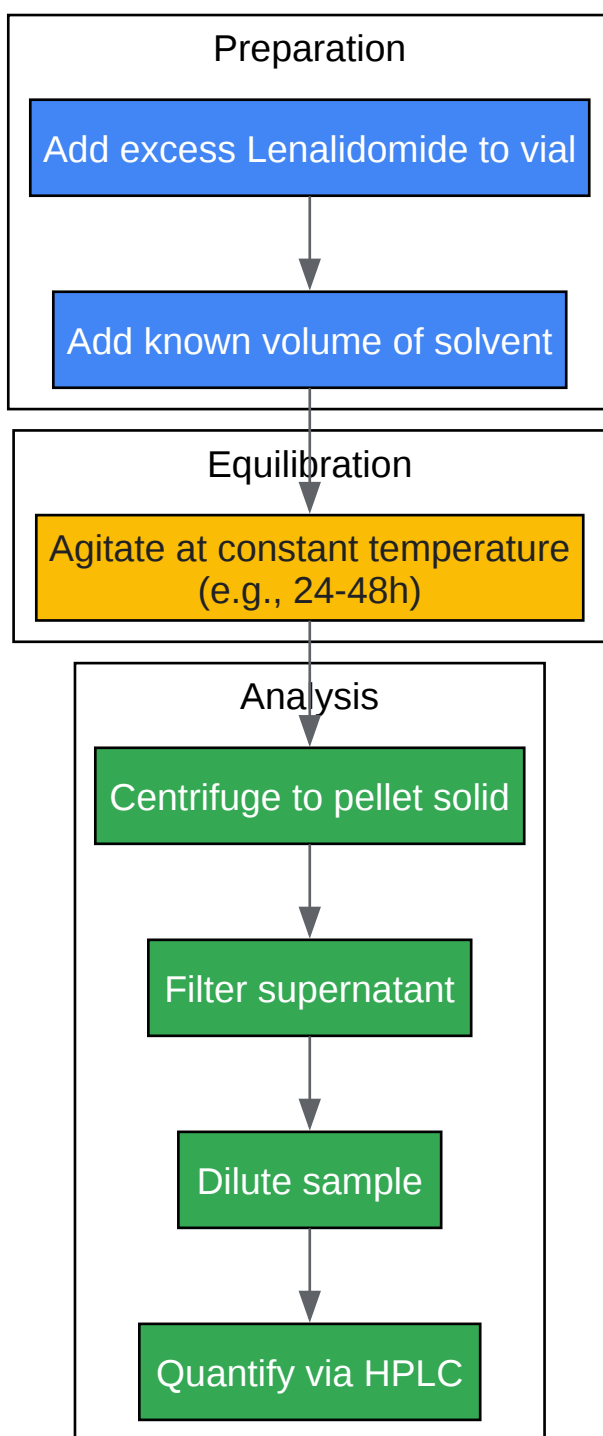 Preparation
Add excess Lenalidomide to vial
Add known volume of solvent
Equilibration
Agitate at constant temperature
(e.g., 24-48h)
Analysis
Centrifuge to pellet solid
Filter supernatant
Dilute sample
Quantify via HPLC